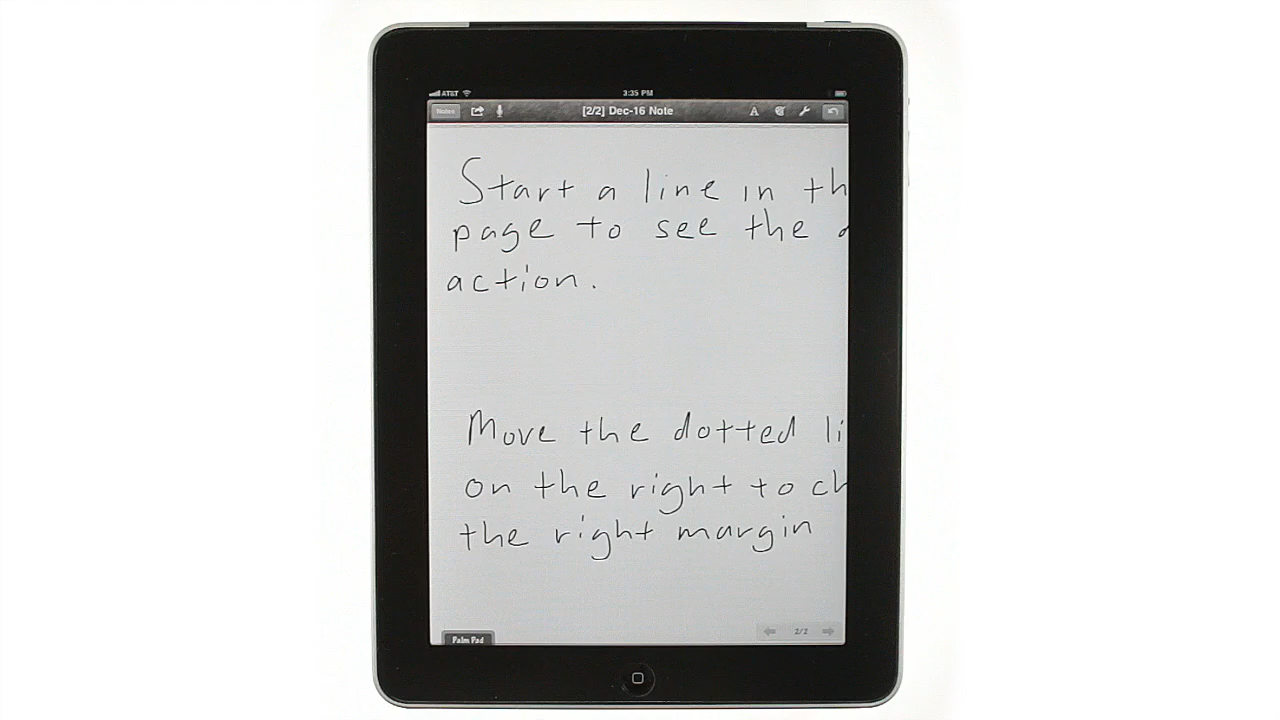 AT&T 3:35 PM
Notes [2/2] Dec-16 Note A
Start a line in th
page to see the
action.
Move the dotted li
on the right to ch
the right margin
Palm Pad 2/2